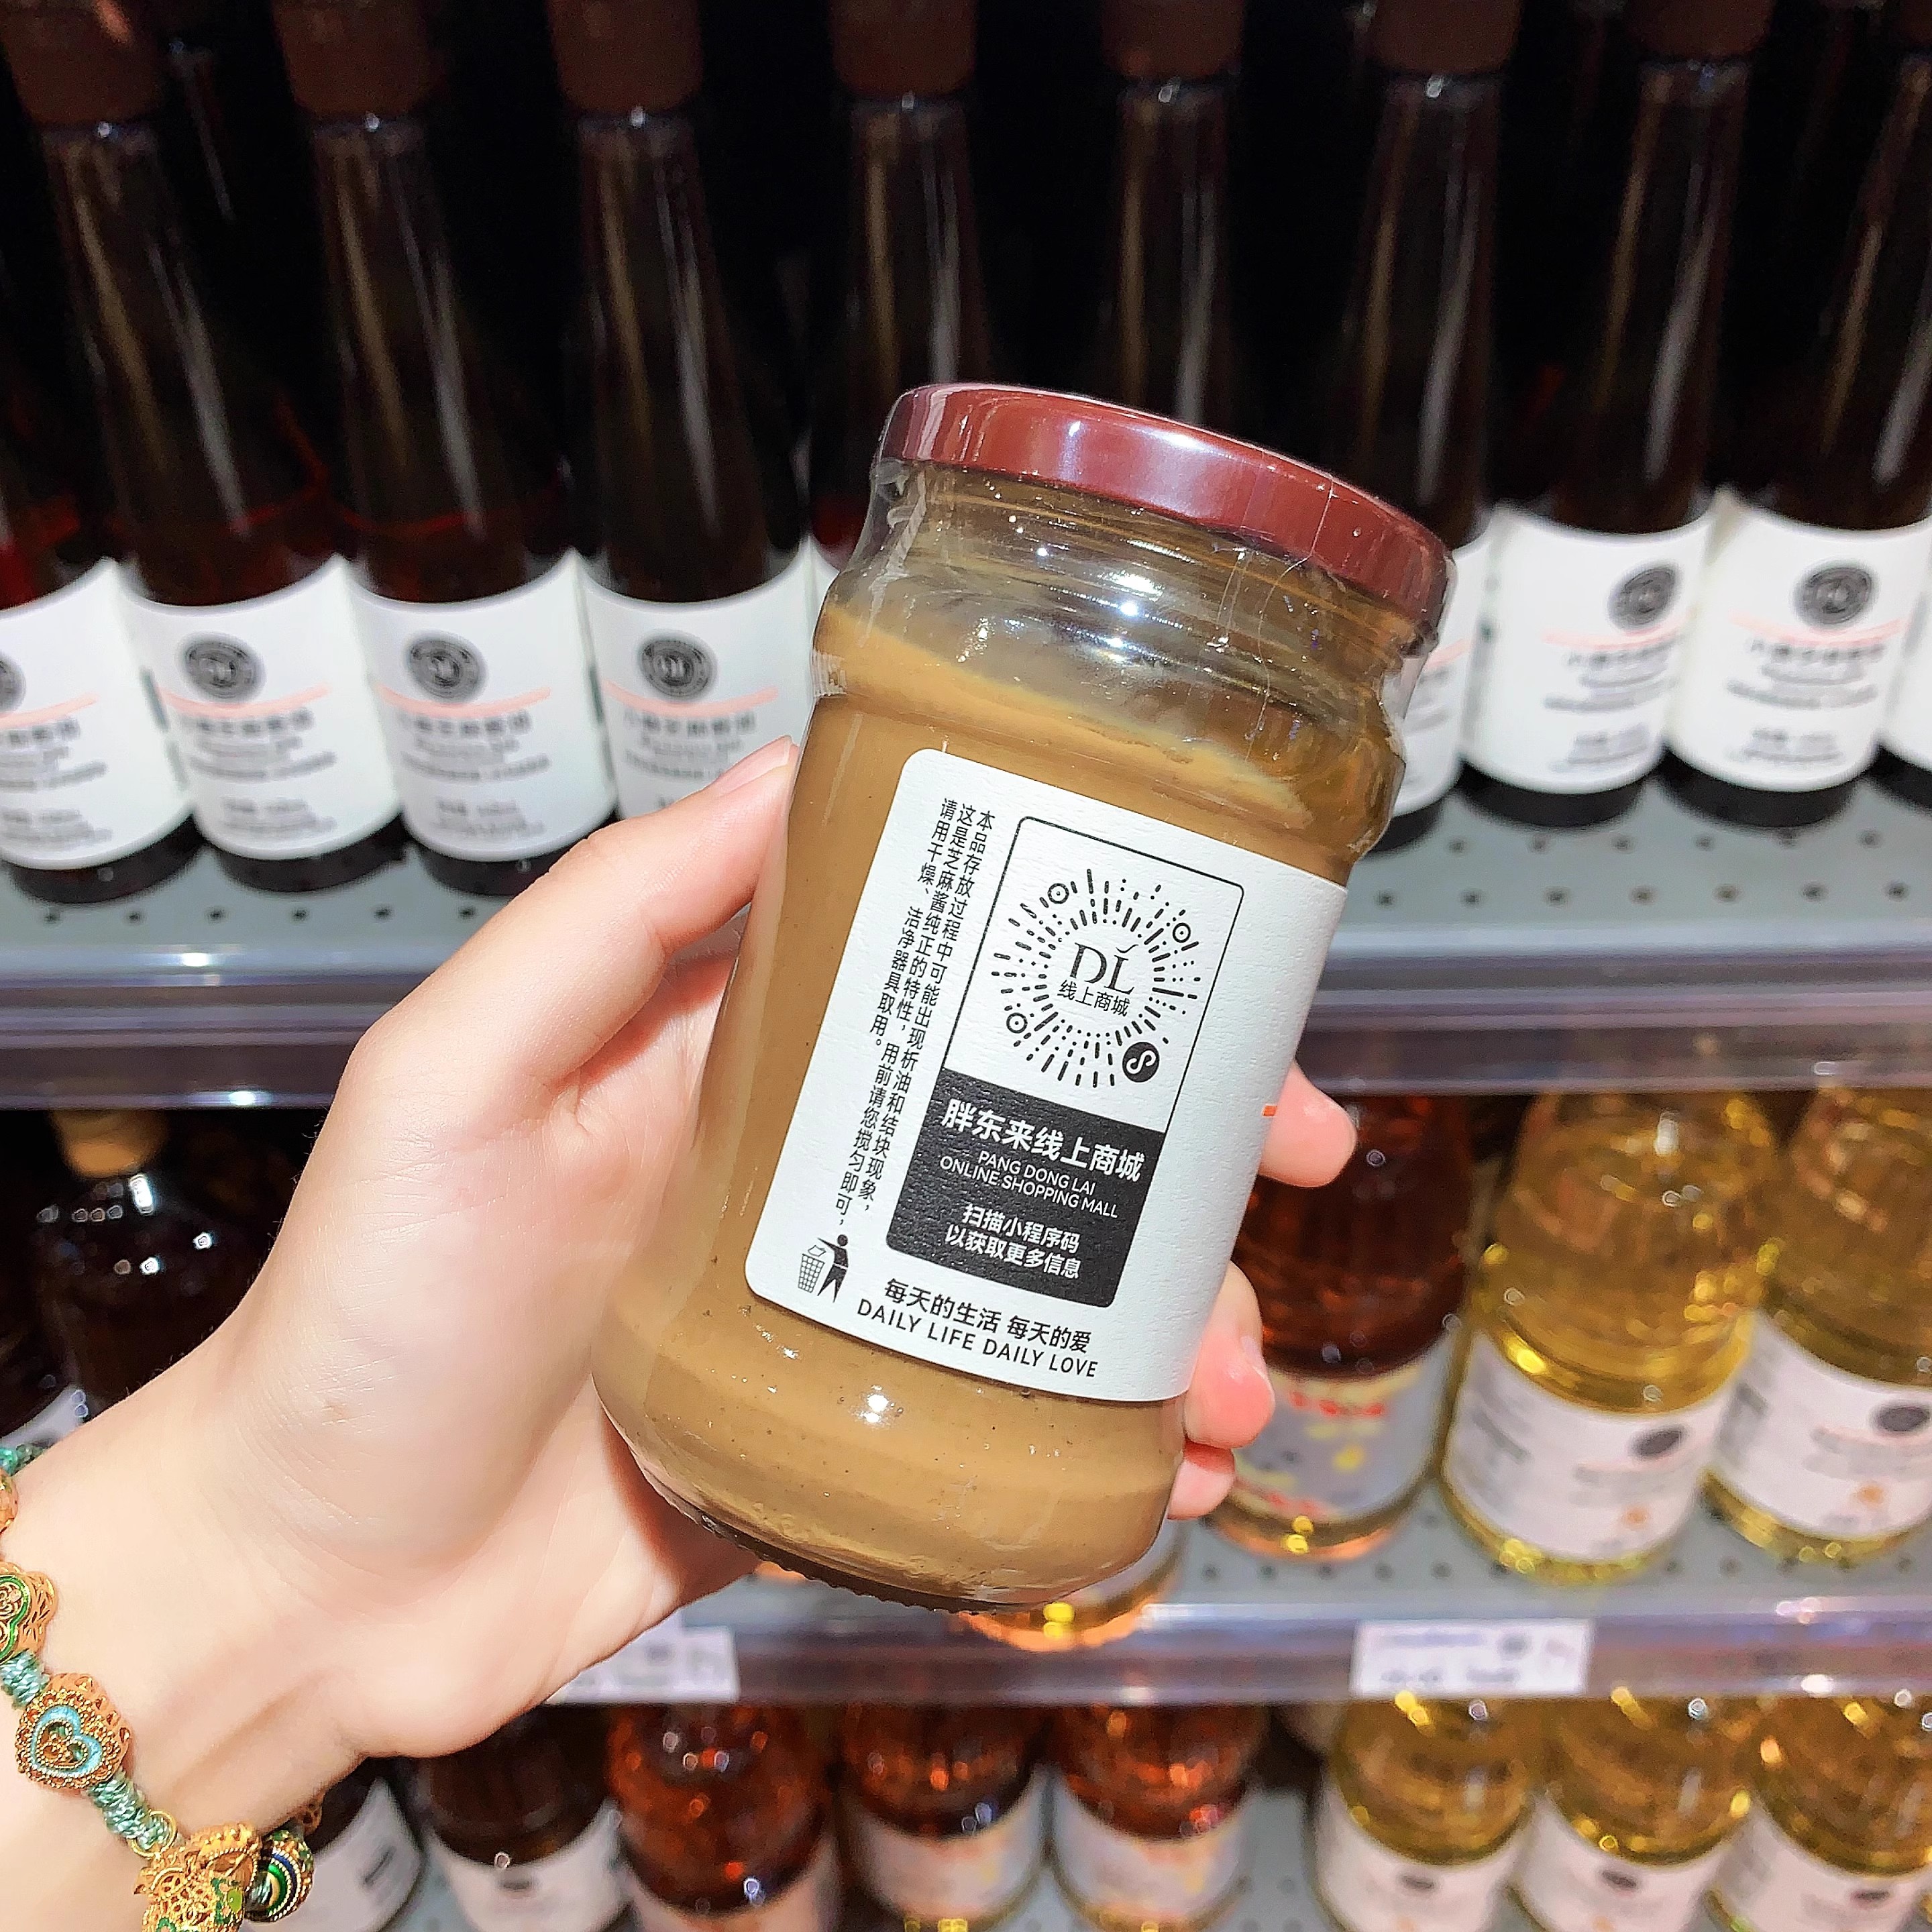 本品存放过程中可能出现析油和结块现象，
这是芝麻酱纯正的特性，用前请您搅匀即可，
请用干燥、洁净器具取用。
DL
线上商城
胖东来线上商城
PANG DONG LAI
ONLINE SHOPPING MALL
扫描小程序码
以获取更多信息
每天的生活 每天的爱
DAILY LIFE DAILY LOVE